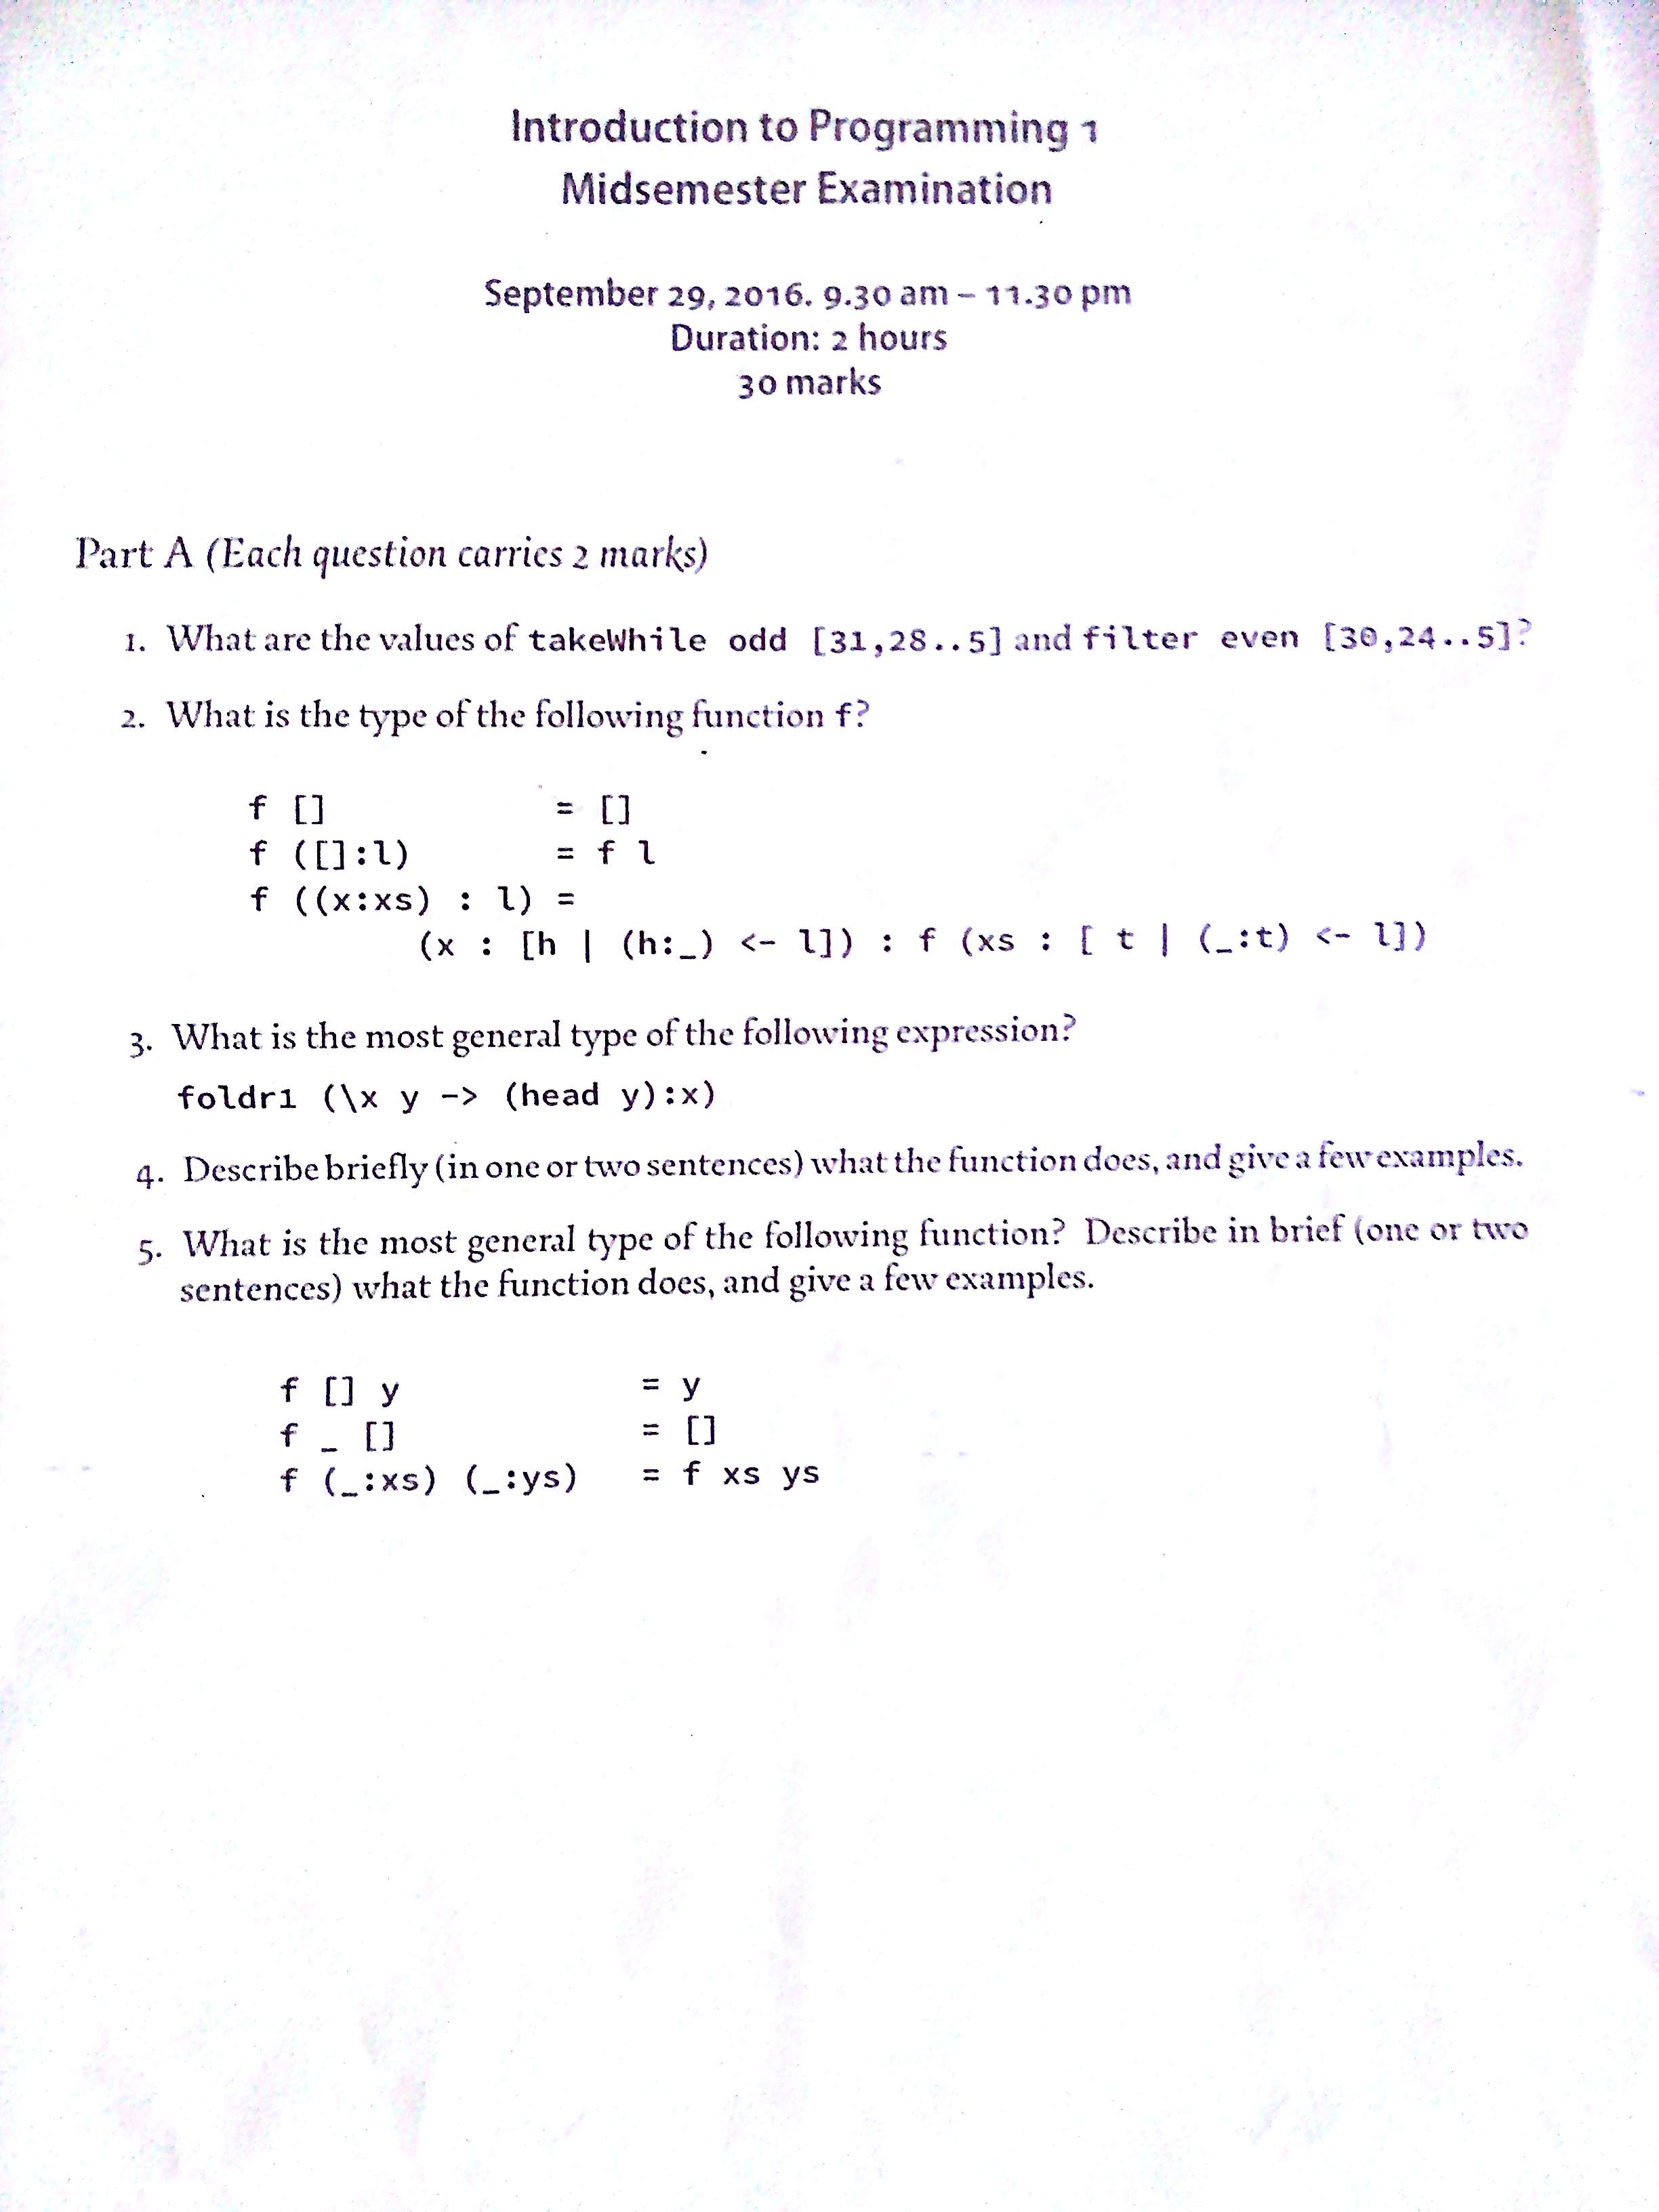 Introduction to Programming 1
Midsemester Examination
September 29, 2016. 9.30 am – 11.30 pm
Duration: 2 hours
30 marks
Part A (Each question carries 2 marks)
1. What are the values of takeWhile odd [31,28..5] and filter even [30,24..5]?
2. What is the type of the following function f?
f [] = []
f ([]:l) = f l
f ((x:xs) : l) =
(x : [h | (h:_) <- l]) : f (xs : [ t | (_:t) <- l])
3. What is the most general type of the following expression?
foldr1 (\x y -> (head y):x)
4. Describe briefly (in one or two sentences) what the function does, and give a few examples.
5. What is the most general type of the following function? Describe in brief (one or two
sentences) what the function does, and give a few examples.
f [] y = y
f _ [] = []
f (_:xs) (_:ys) = f xs ys